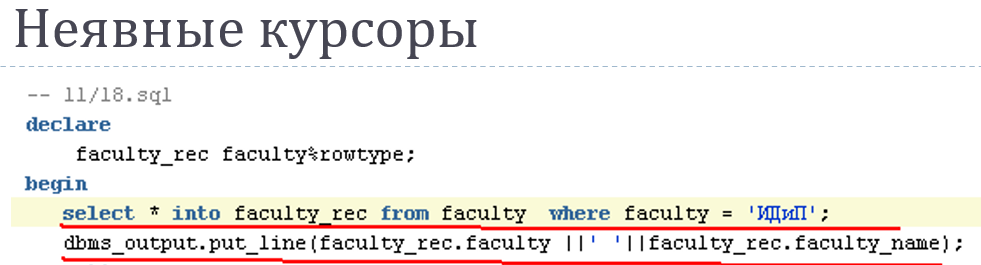 Неявные курсоры
-- 11/18.sql
declare
faculty_rec faculty%rowtype;
begin
select * into faculty_rec from faculty where faculty = 'ИДиП';
dbms_output.put_line(faculty_rec.faculty ||' '||faculty_rec.faculty_name);